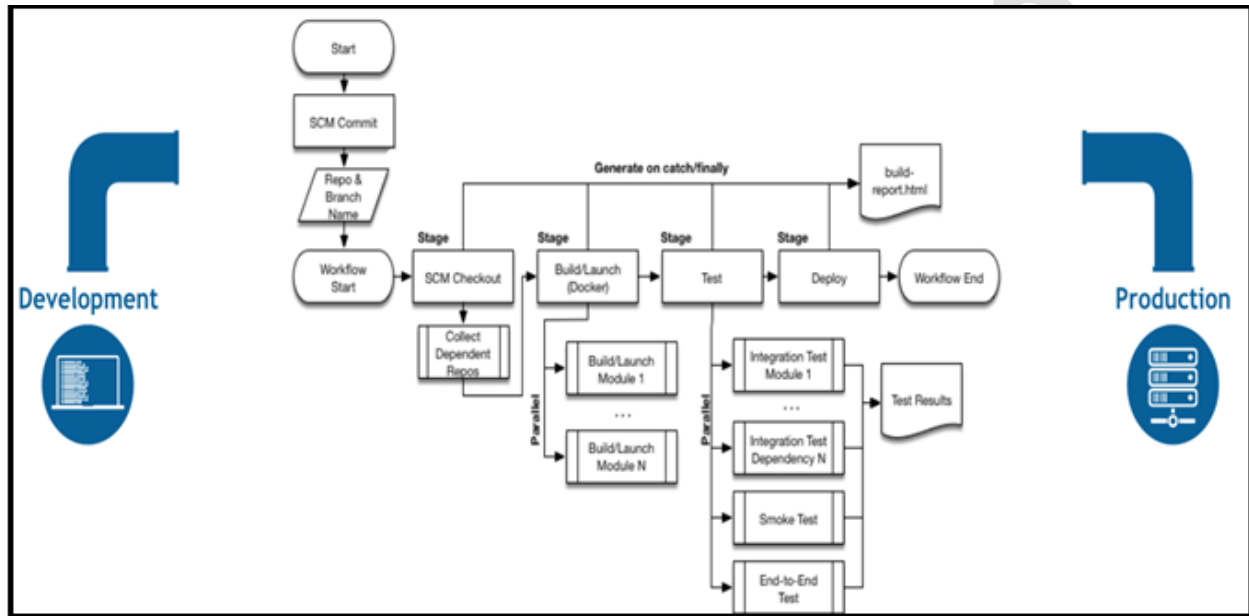 Start
SCM Commit
Repo &
Branch
Name
Workflow
Start
Generate on catch/finally
build-
report.html
Stage
SCM Checkout
Stage
Build/Launch
(Docker)
Stage
Test
Stage
Deploy
Workflow End
Collect
Dependent
Repos
Parallel
Build/Launch
Module 1
...
Build/Launch
Module N
Parallel
Integration Test
Module 1
...
Integration Test
Dependency N
Smoke Test
End-to-End
Test
Test Results
Development
Production